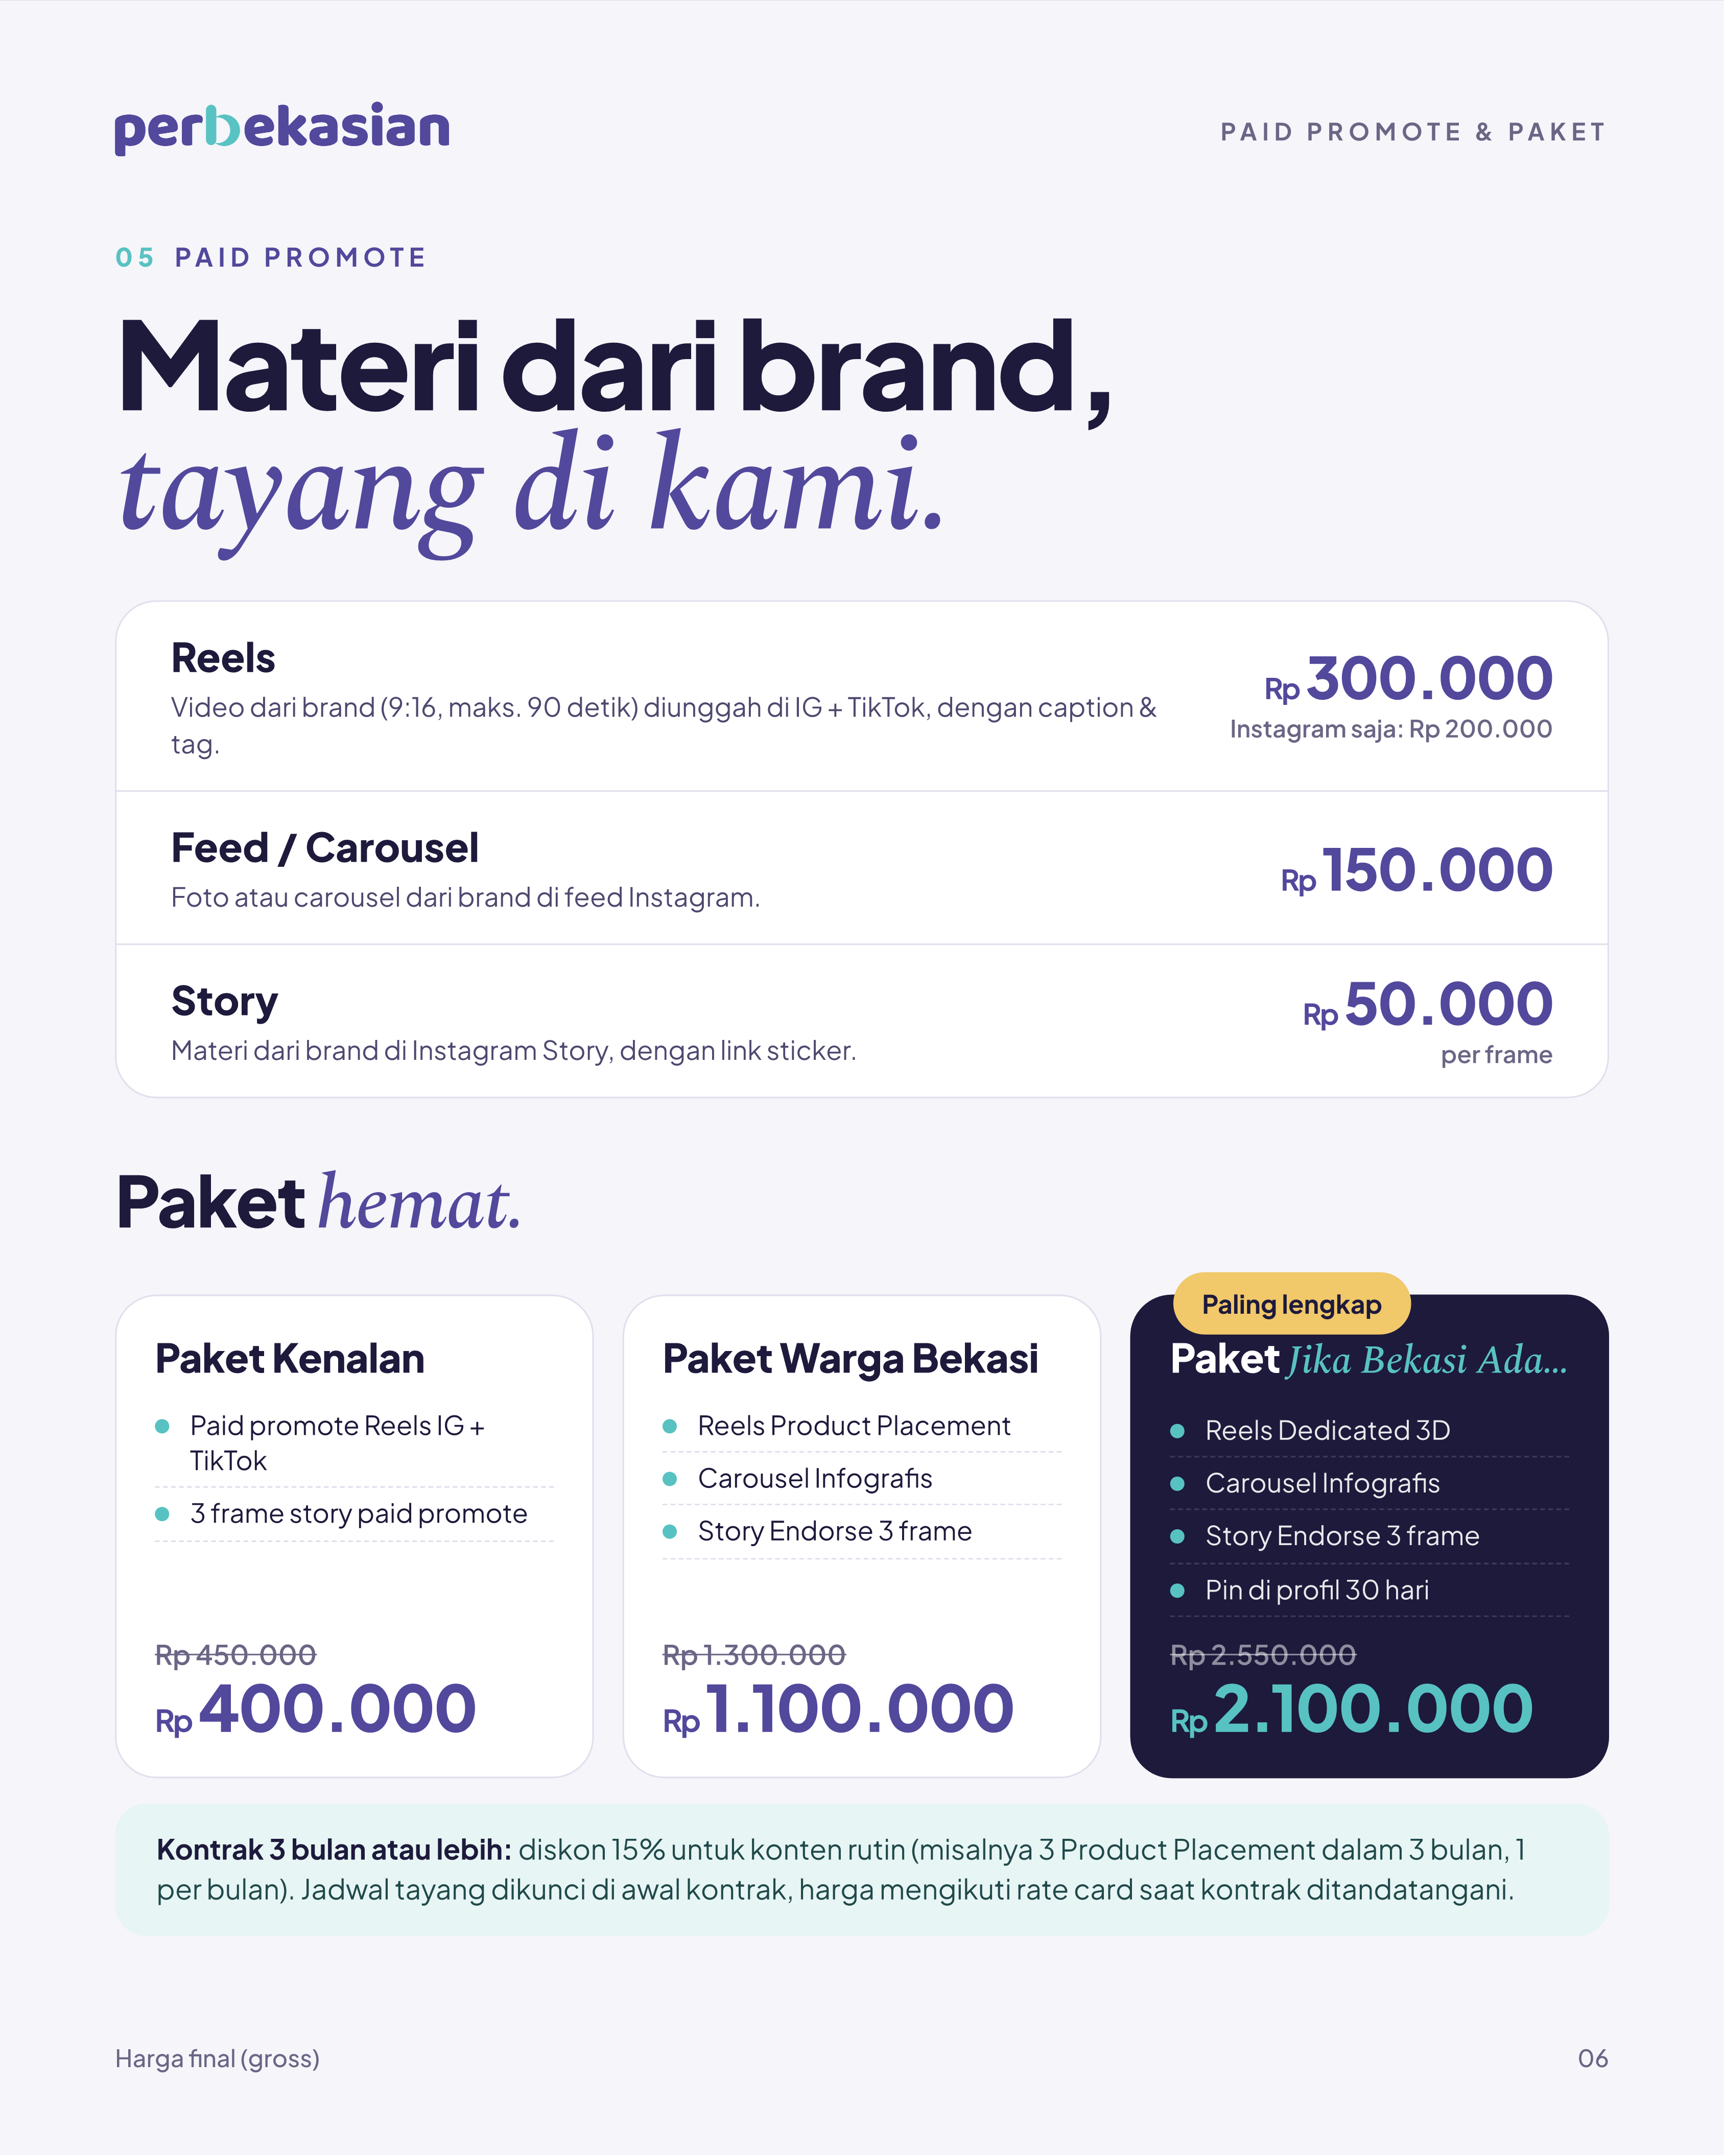 perbekasian
PAID PROMOTE & PAKET
05 PAID PROMOTE
Materi dari brand,
tayang di kami.
Reels
Video dari brand (9:16, maks. 90 detik) diunggah di IG + TikTok, dengan caption &
tag.
Rp 300.000
Instagram saja: Rp 200.000
Feed / Carousel
Foto atau carousel dari brand di feed Instagram.
Rp 150.000
Story
Materi dari brand di Instagram Story, dengan link sticker.
Rp 50.000
per frame
Paket hemat.
Paket Kenalan
Paid promote Reels IG +
TikTok
3 frame story paid promote
Rp 450.000
Rp 400.000
Paket Warga Bekasi
Reels Product Placement
Carousel Infografis
Story Endorse 3 frame
Rp 1.300.000
Rp 1.100.000
Paling lengkap
Paket Jika Bekasi Ada...
Reels Dedicated 3D
Carousel Infografis
Story Endorse 3 frame
Pin di profil 30 hari
Rp 2.550.000
Rp 2.100.000
Kontrak 3 bulan atau lebih: diskon 15% untuk konten rutin (misalnya 3 Product Placement dalam 3 bulan, 1
per bulan). Jadwal tayang dikunci di awal kontrak, harga mengikuti rate card saat kontrak ditandatangani.
Harga final (gross)
06